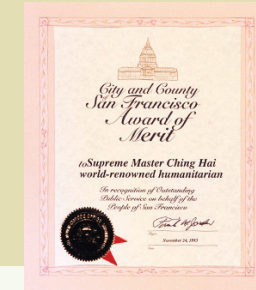 City and County
San Francisco
Award of
Merit
to Supreme Master Ching Hai
world-renowned humanitarian
In recognition of Outstanding
Public Service on behalf of the
People of San Francisco
November 24, 1993